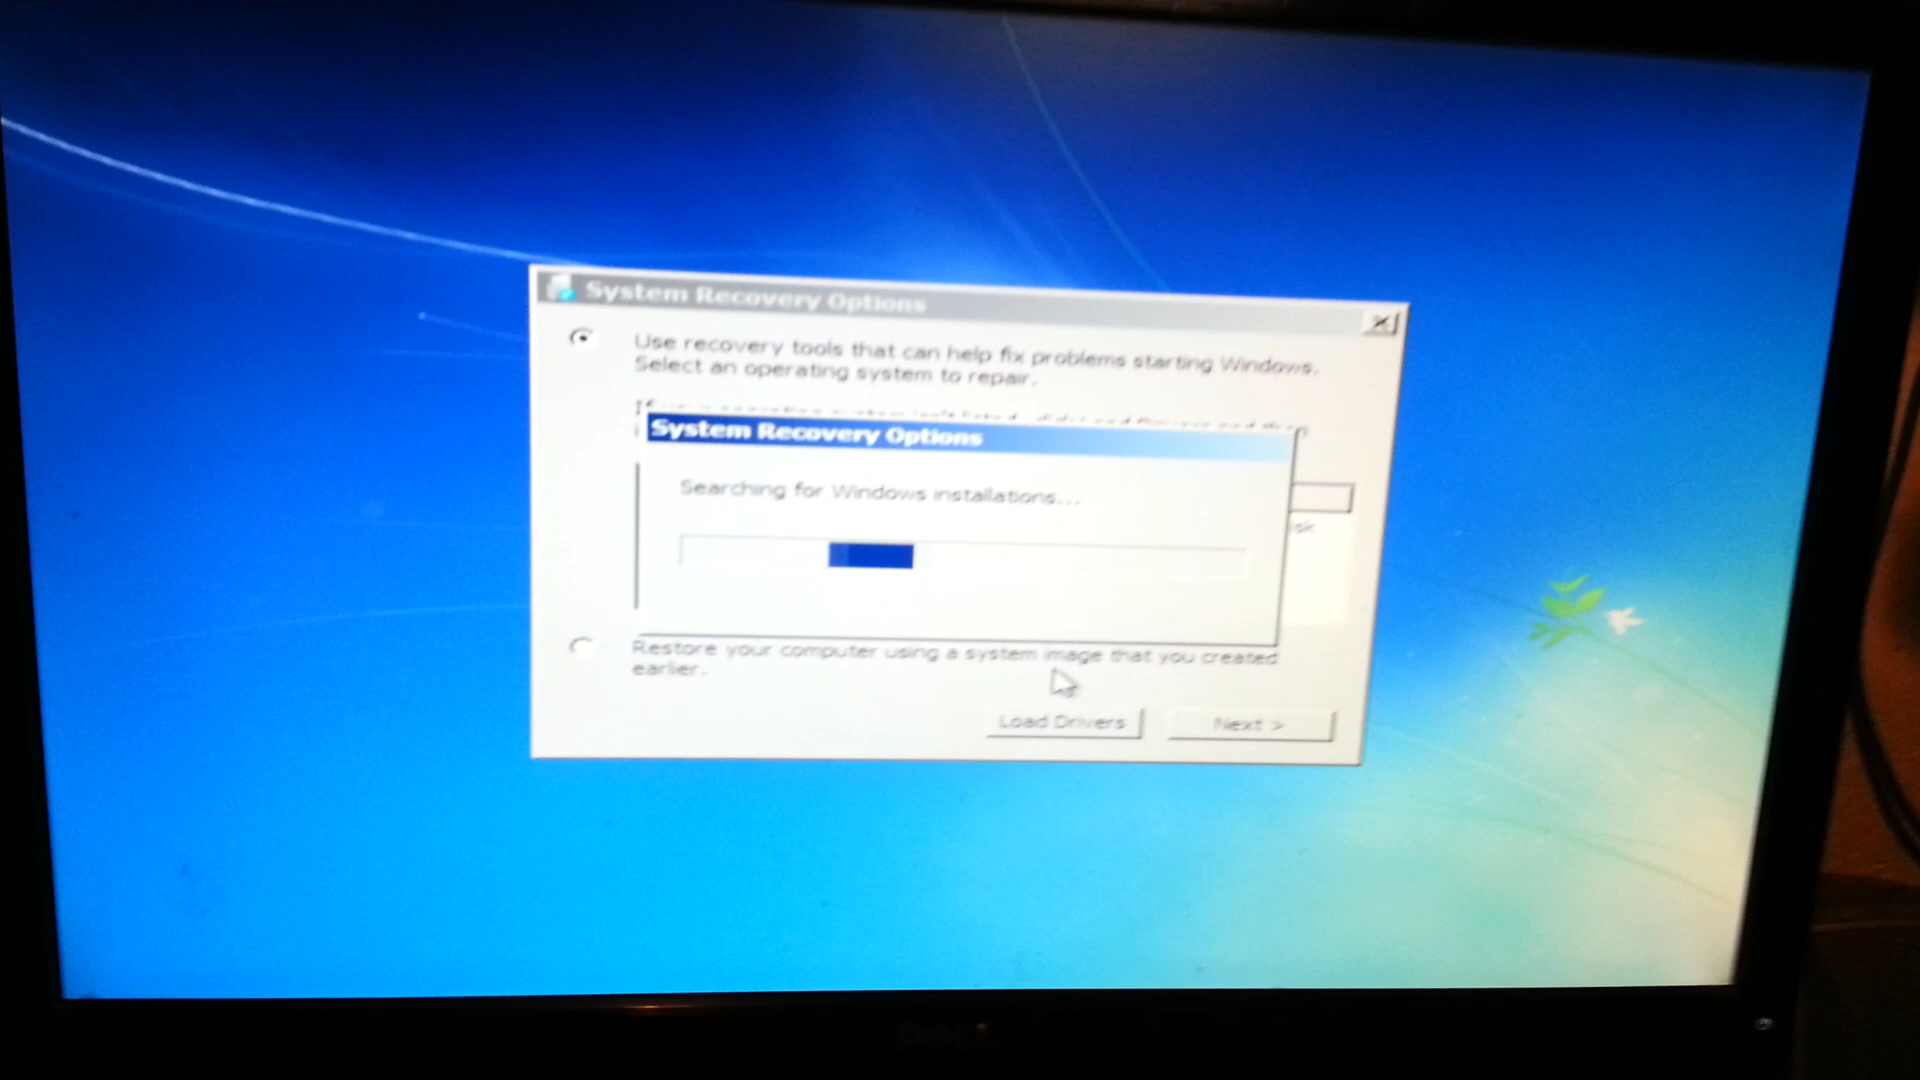 System Recovery Options
Use recovery tools that can help fix problems starting Windows.
Select an operating system to repair.
System Recovery Options
Searching for Windows installations...
Restore your computer using a system image that you created
earlier.
Load Drivers
Next >